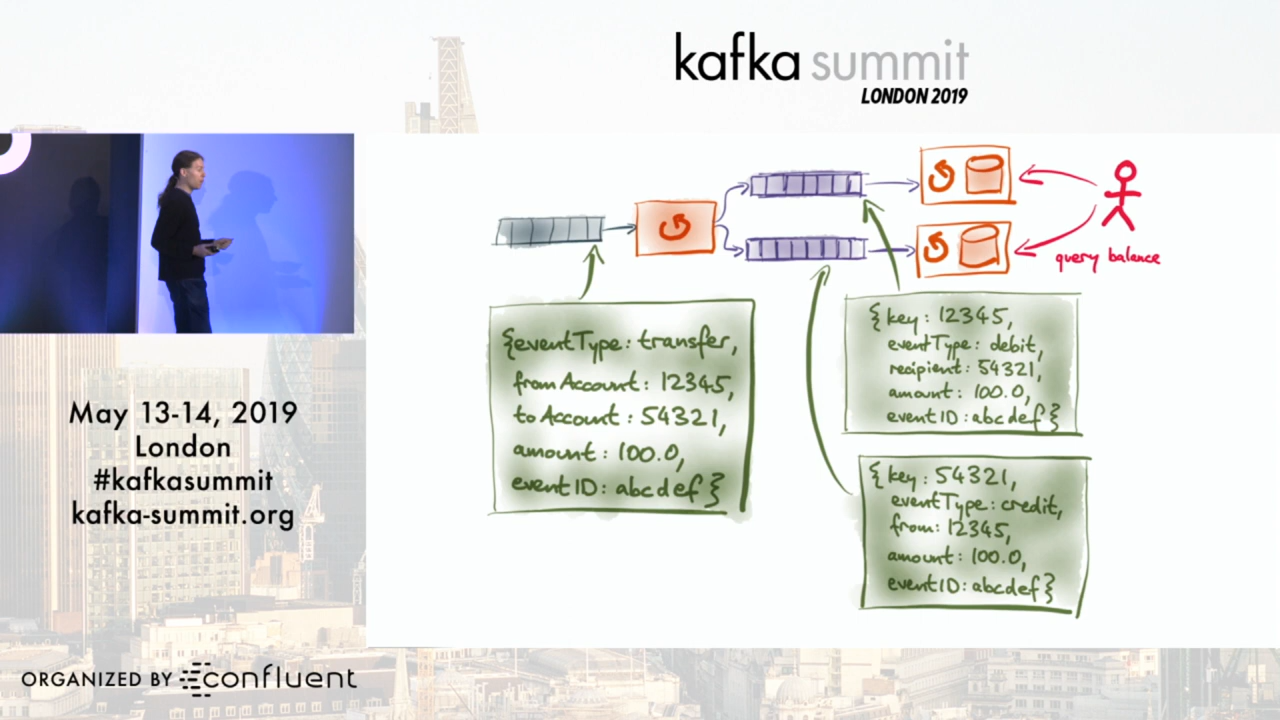 kafka summit
LONDON 2019
query balance
{eventType: transfer,
fromAccount: 12345,
toAccount: 54321,
amount: 100.0,
eventID: abcdef}
{key: 12345,
eventType: debit,
recipient: 54321,
amount: 100.0,
eventID: abcdef}
{key: 54321,
eventType: credit,
from: 12345,
amount: 100.0,
eventID: abcdef}
May 13-14, 2019
London
#kafkasummit
kafka-summit.org
ORGANIZED BY confluent